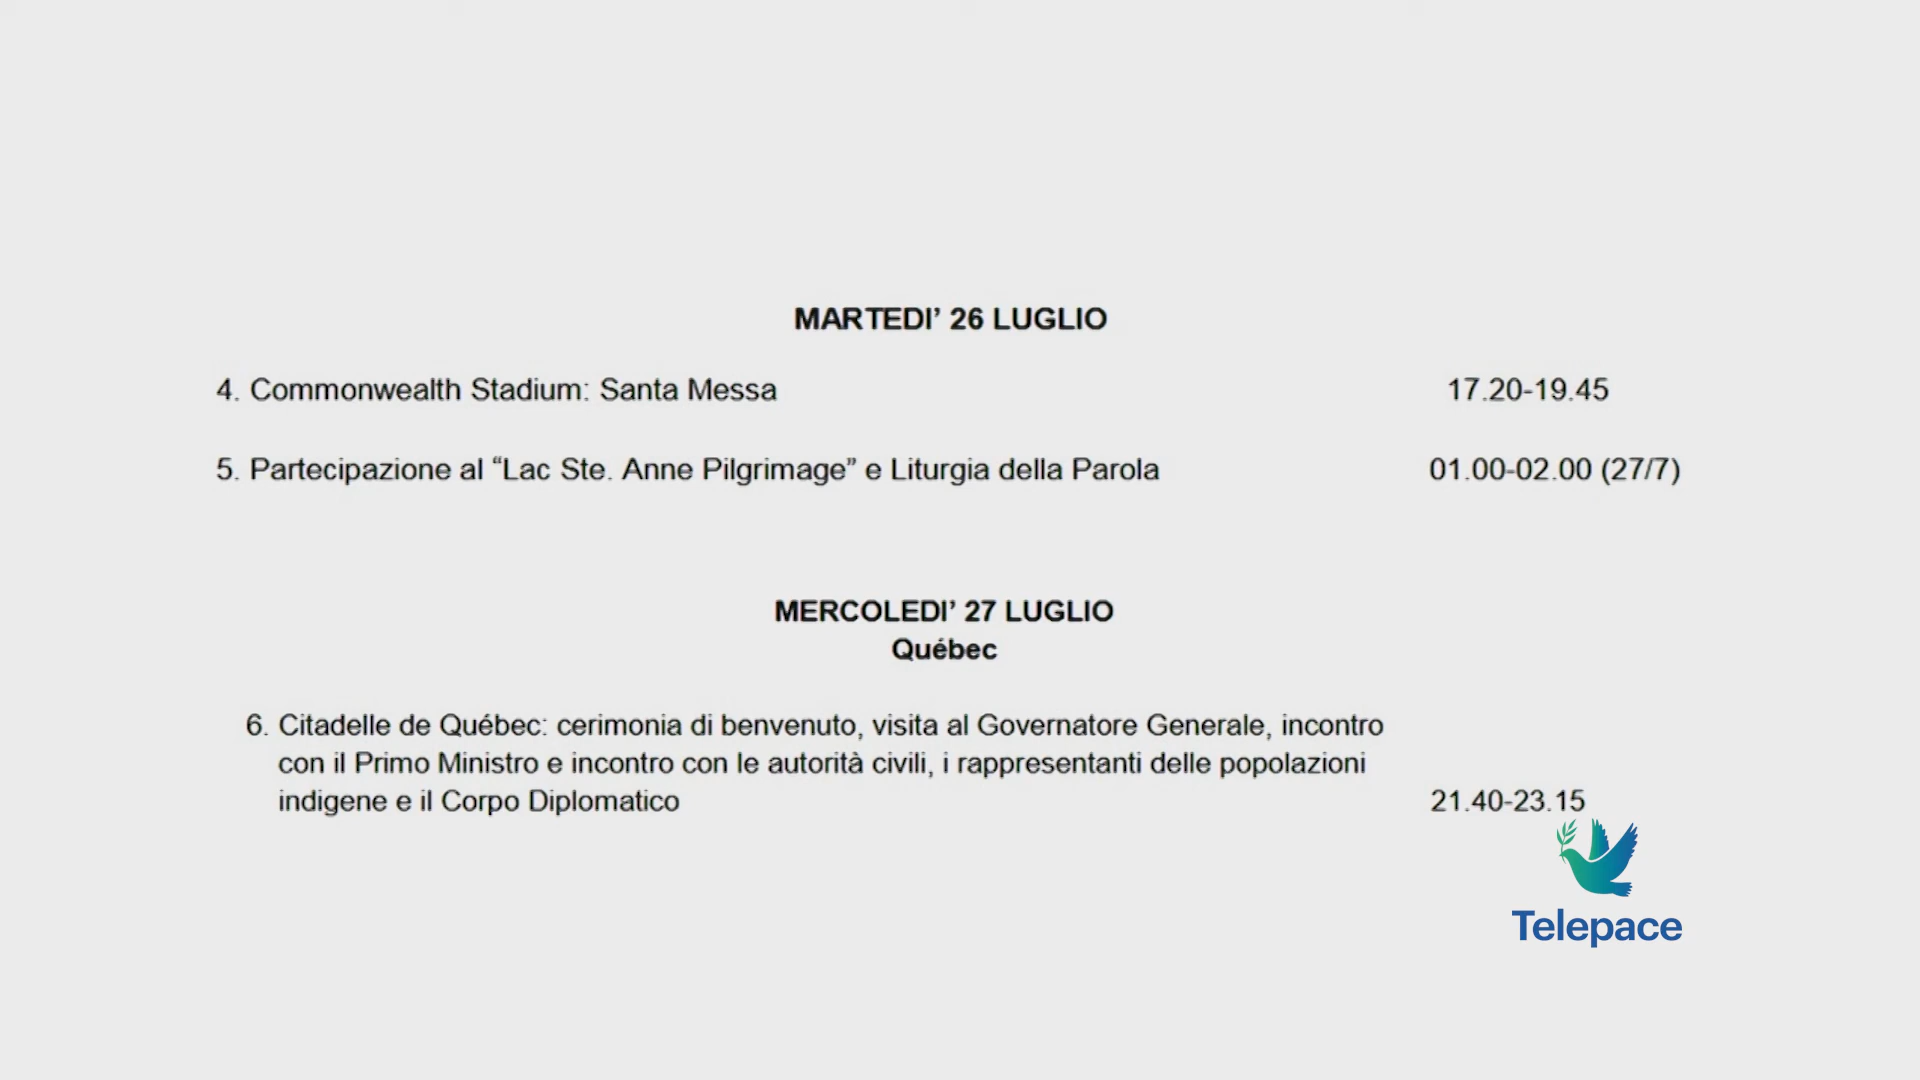 MARTEDI’ 26 LUGLIO
4. Commonwealth Stadium: Santa Messa 17.20-19.45
5. Partecipazione al “Lac Ste. Anne Pilgrimage” e Liturgia della Parola 01.00-02.00 (27/7)
MERCOLEDI’ 27 LUGLIO
Québec
6. Citadelle de Québec: cerimonia di benvenuto, visita al Governatore Generale, incontro
con il Primo Ministro e incontro con le autorità civili, i rappresentanti delle popolazioni
indigene e il Corpo Diplomatico 21.40-23.15
Telepace